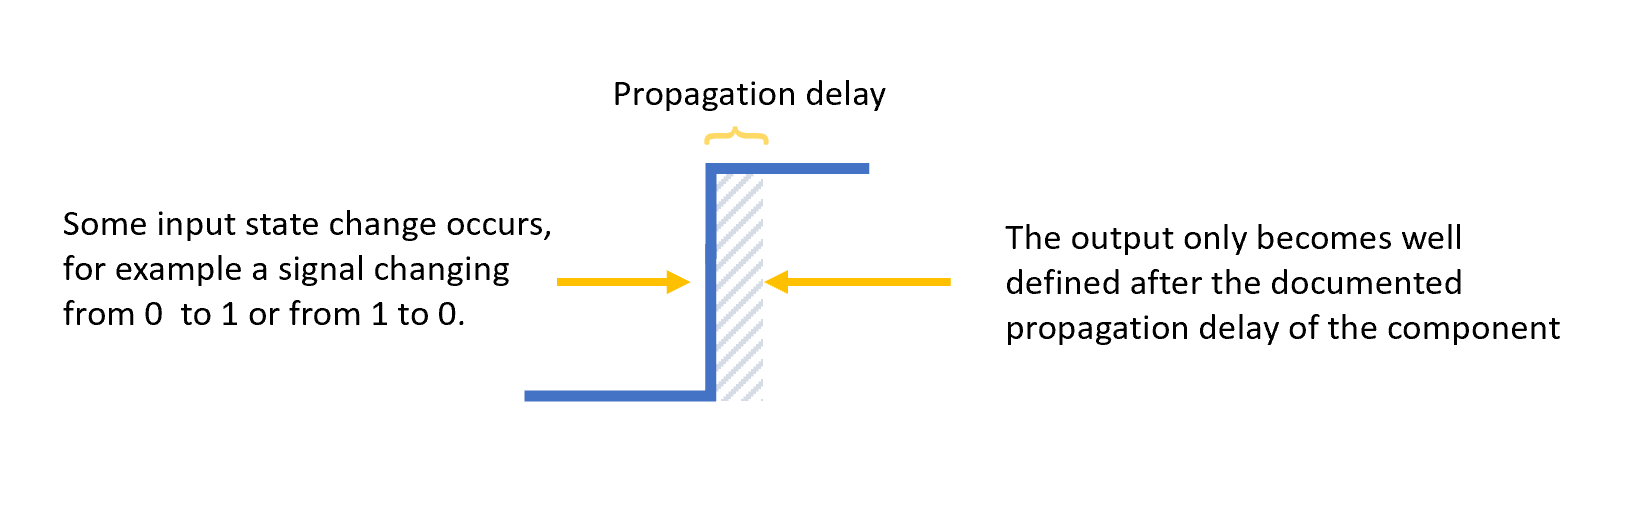 Propagation delay
Some input state change occurs,
for example a signal changing
from 0  to 1 or from 1 to 0.
The output only becomes well
defined after the documented
propagation delay of the component